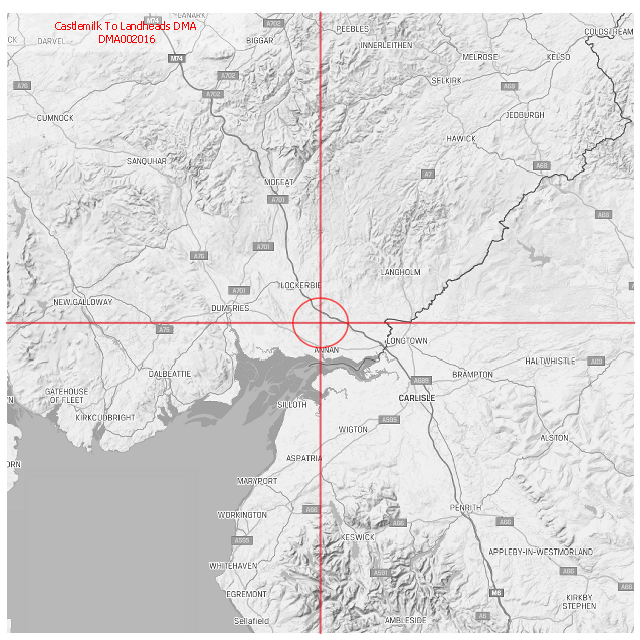 LANARK
M74
A702
PEEBLES
COLDSTREAM
Castlemilk To Landheads DMA
DMA002016
CK
DARVEL
BIGGAR
INNERLEITHEN
M74
MELROSE
KELSO
A76
A702
SELKIRK
A68
A702
CUMNOCK
JEDBURGH
HAWICK
SANQUHAR
A68
A7
MOFFAT
A701
A68
A701
A76
LANGHOLM
LOCKERBIE
A701
NEW GALLOWAY
DUMFRIES
A75
LONGTOWN
ANNAN
HALTWHISTLE
A69
DALBEATTIE
BRAMPTON
A689
GATEHOUSE
OF FLEET
CARLISLE
SILLOTH
KIRKCUDBRIGHT
A595
WIGTON
ALSTON
ASPATRIA
ORN
MARYPORT
A66
PENRITH
WORKINGTON
A66
A66
KESWICK
A595
APPLEBY-IN-WESTMORLAND
WHITEHAVEN
A591
A66
A66
EGREMONT
M6
KIRKBY
STEPHEN
Sellafield
AMBLESIDE
A6